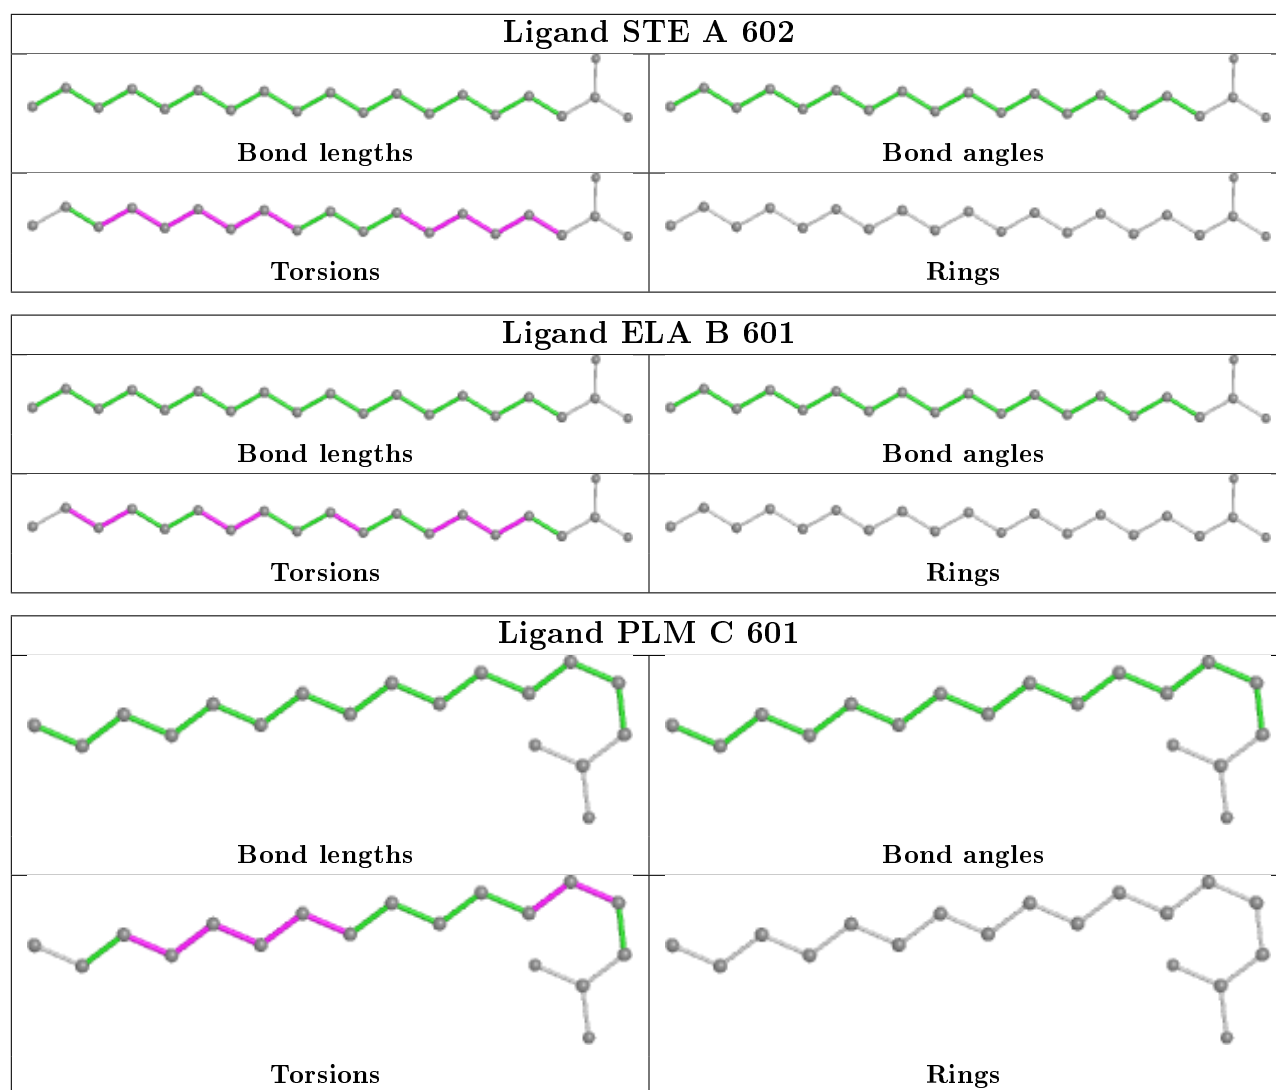 Ligand STE A 602
Bond lengths
Bond angles
Torsions
Rings
Ligand ELA B 601
Bond lengths
Bond angles
Torsions
Rings
Ligand PLM C 601
Bond lengths
Bond angles
Torsions
Rings